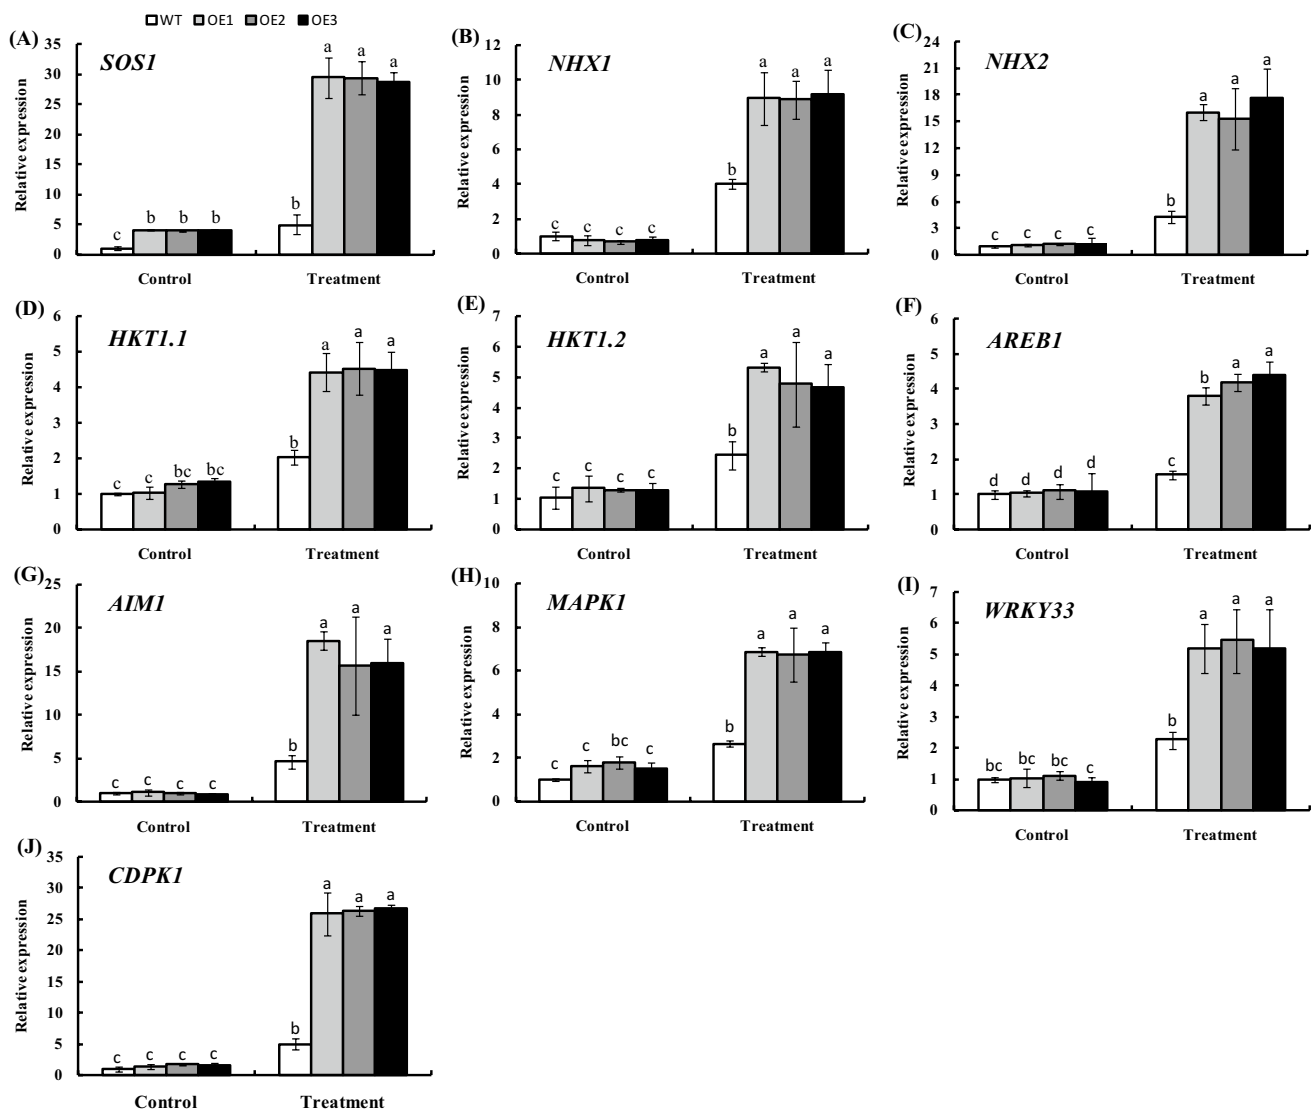 WT OE1 OE2 OE3
(A) SOS1
Relative expression
35
30
25
20
15
10
5
0
c b b b
b a a a
Control Treatment
(B) NHX1
Relative expression
12
10
8
6
4
2
0
c c c c
b a a a
Control Treatment
(C) NHX2
Relative expression
24
21
18
15
12
9
6
3
0
c c c c
b a a a
Control Treatment
(D) HKT1.1
Relative expression
6
5
4
3
2
1
0
c c bc bc
b a a a
Control Treatment
(E) HKT1.2
Relative expression
7
6
5
4
3
2
1
0
c c c c
b a a a
Control Treatment
(F) AREB1
Relative expression
6
5
4
3
2
1
0
d d d d
c b a a
Control Treatment
(G) AIM1
Relative expression
25
20
15
10
5
0
c c c c
b a a a
Control Treatment
(H) MAPK1
Relative expression
10
8
6
4
2
0
c c bc c
b a a a
Control Treatment
(I) WRKY33
Relative expression
7
6
5
4
3
2
1
0
bc bc bc c
b a a a
Control Treatment
(J) CDPK1
Relative expression
35
30
25
20
15
10
5
0
c c c c
b a a a
Control Treatment